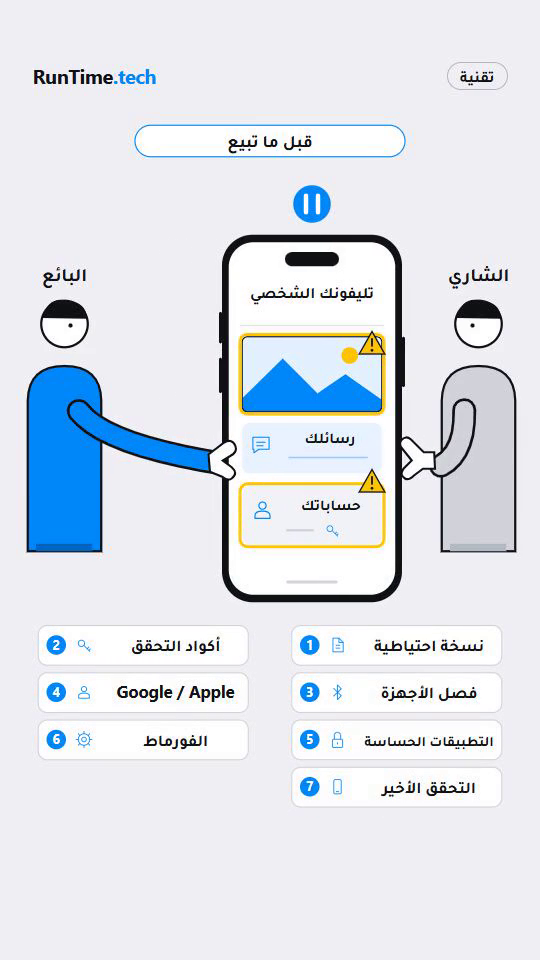 RunTime.tech
تقنية
قبل ما تبيع
البائع
الشاري
تليفونك الشخصي
رسائلك
حساباتك
1 نسخة احتياطية
2 أكواد التحقق
3 فصل الأجهزة
4 Google / Apple
5 التطبيقات الحساسة
6 الفورماط
7 التحقق الأخير